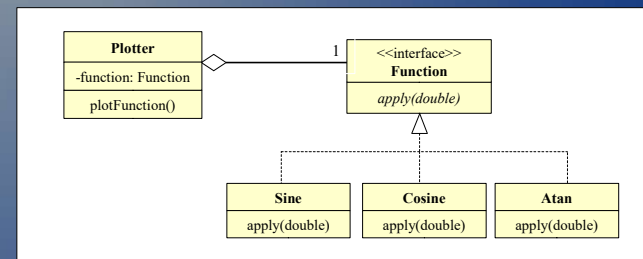 Plotter
-function: Function
plotFunction()
1
<<interface>>
Function
apply(double)
Sine
apply(double)
Cosine
apply(double)
Atan
apply(double)